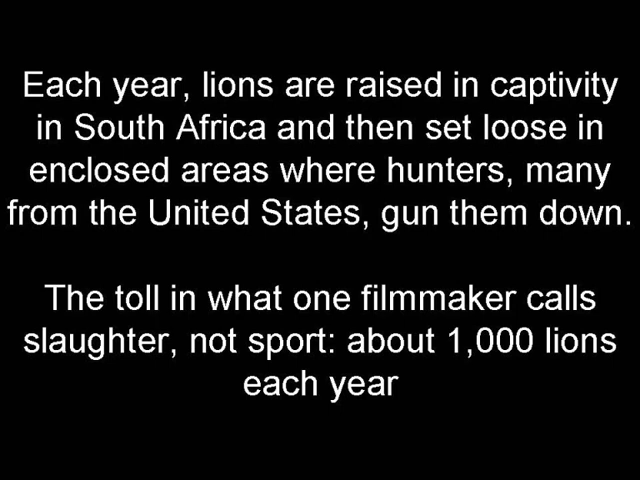 Each year, lions are raised in captivity
in South Africa and then set loose in
enclosed areas where hunters, many
from the United States, gun them down.
The toll in what one filmmaker calls
slaughter, not sport: about 1,000 lions
each year